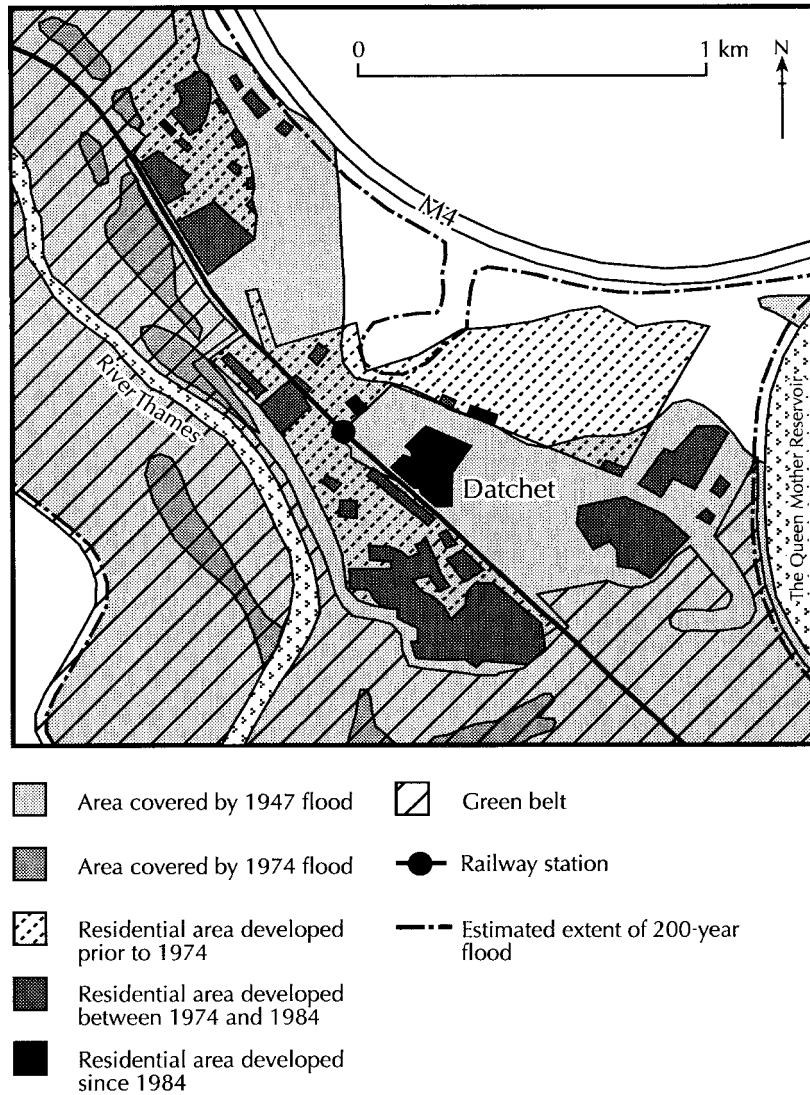 0
1 km
N
M4
River Thames
Datchet
The Queen Mother Reservoir
Area covered by 1947 flood
Area covered by 1974 flood
Residential area developed
prior to 1974
Residential area developed
between 1974 and 1984
Residential area developed
since 1984
Green belt
Railway station
Estimated extent of 200-year
flood